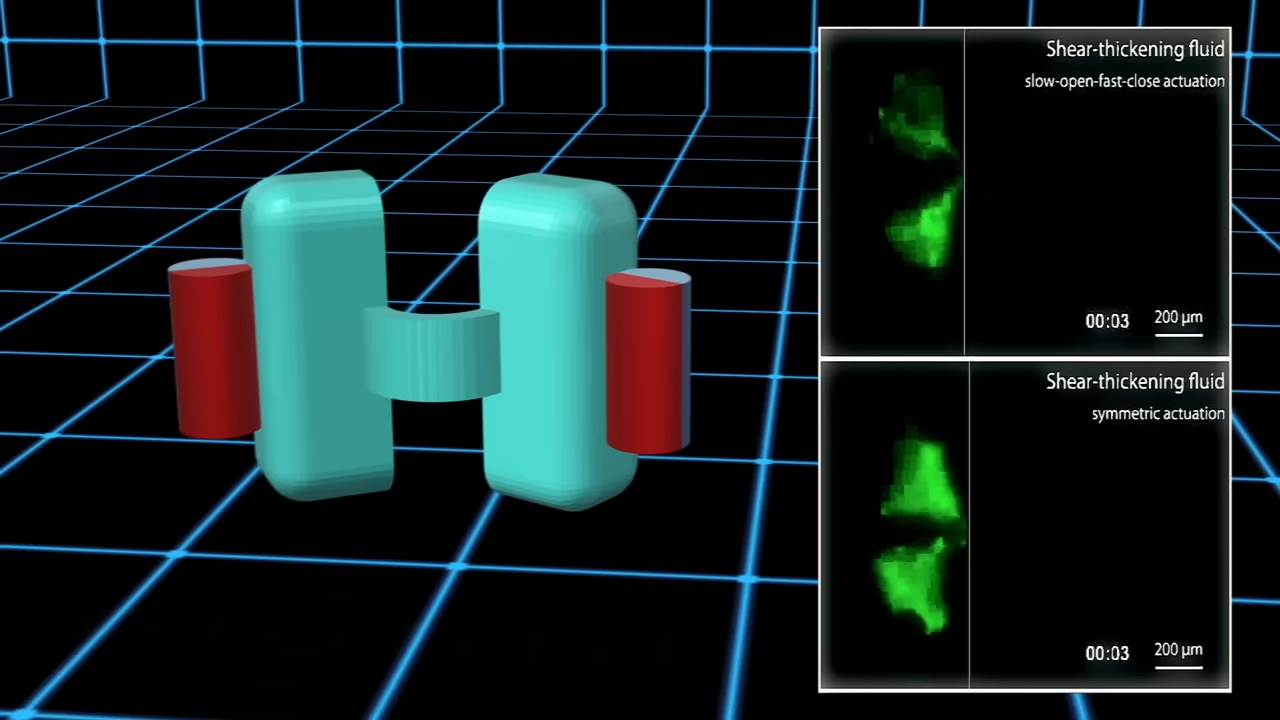 Shear-thickening fluid
slow-open-fast-close actuation
00:03
200 µm
Shear-thickening fluid
symmetric actuation
00:03
200 µm